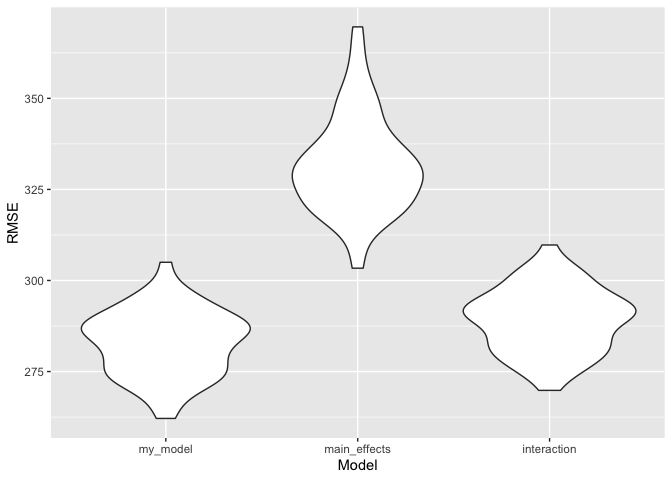 350
325
300
275
RMSE
my_model
main_effects
interaction
Model